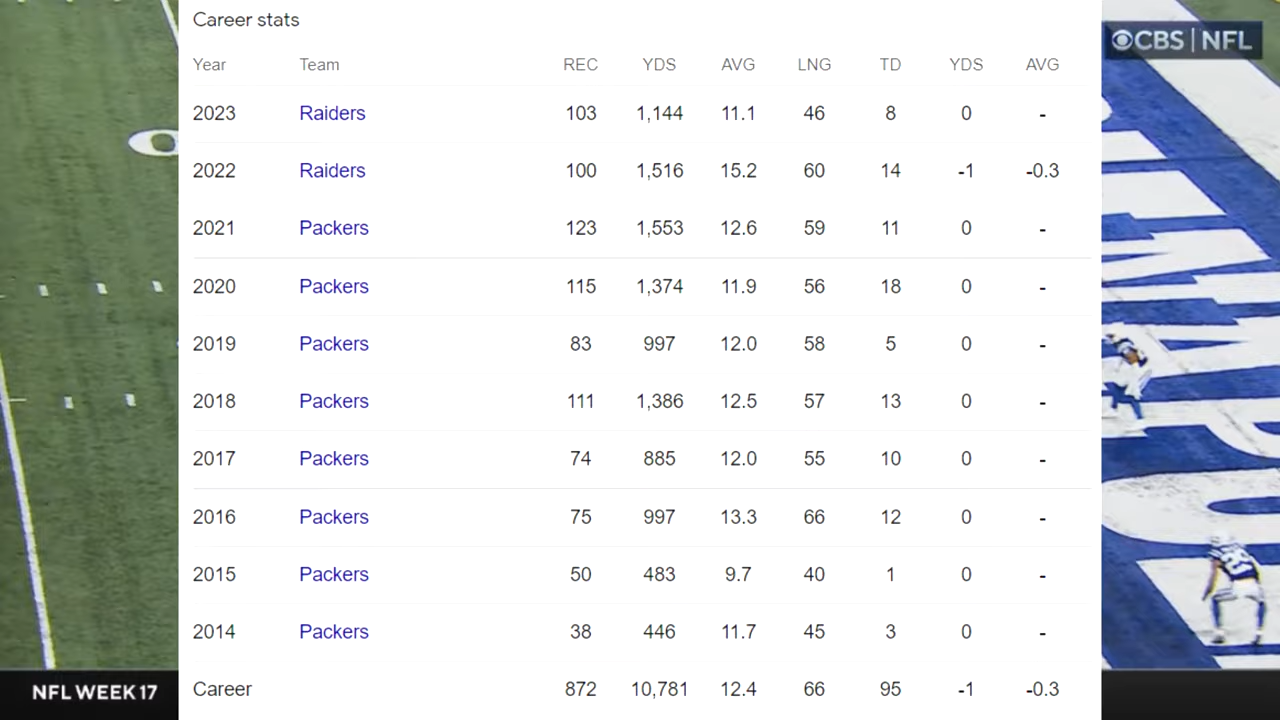 Career stats
CBS | NFL
Year Team REC YDS AVG LNG TD YDS AVG
2023 Raiders 103 1,144 11.1 46 8 0 -
2022 Raiders 100 1,516 15.2 60 14 -1 -0.3
2021 Packers 123 1,553 12.6 59 11 0 -
2020 Packers 115 1,374 11.9 56 18 0 -
2019 Packers 83 997 12.0 58 5 0 -
2018 Packers 111 1,386 12.5 57 13 0 -
2017 Packers 74 885 12.0 55 10 0 -
2016 Packers 75 997 13.3 66 12 0 -
2015 Packers 50 483 9.7 40 1 0 -
2014 Packers 38 446 11.7 45 3 0 -
Career 872 10,781 12.4 66 95 -1 -0.3
NFL WEEK 17